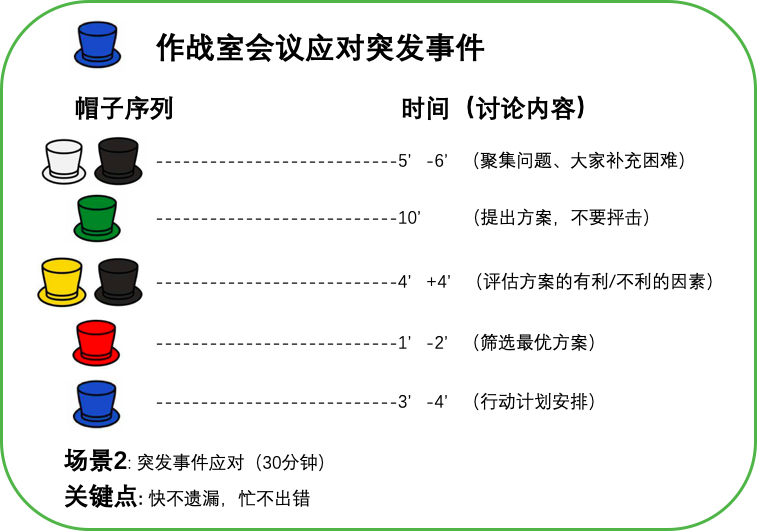 作战室会议应对突发事件
帽子序列 时间（讨论内容）
---------------------------5’ -6’ （聚集问题、大家补充困难）
---------------------------10’ （提出方案，不要抨击）
---------------------------4’ +4’ （评估方案的有利/不利的因素）
---------------------------1’ -2’ （筛选最优方案）
---------------------------3’ -4’ （行动计划安排）
场景2: 突发事件应对（30分钟）
关键点: 快不遗漏，忙不出错